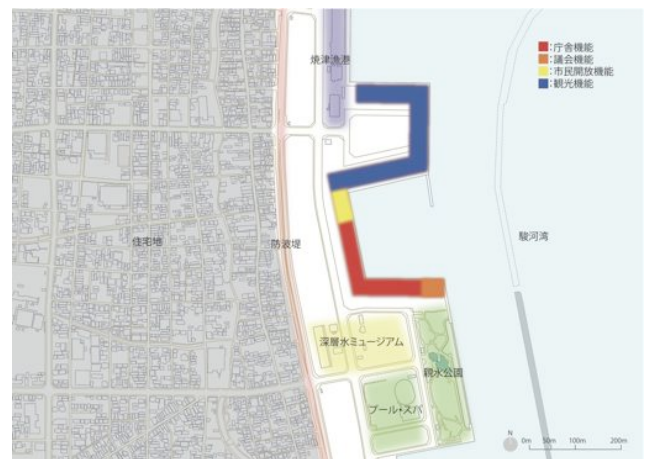 焼津漁港
■:庁舎機能
■:議会機能
■:市民開放機能
■:観光機能
住宅地
防波堤
駿河湾
深層水ミュージアム
親水公園
プール+スパ
N
0m 50m 100m 200m